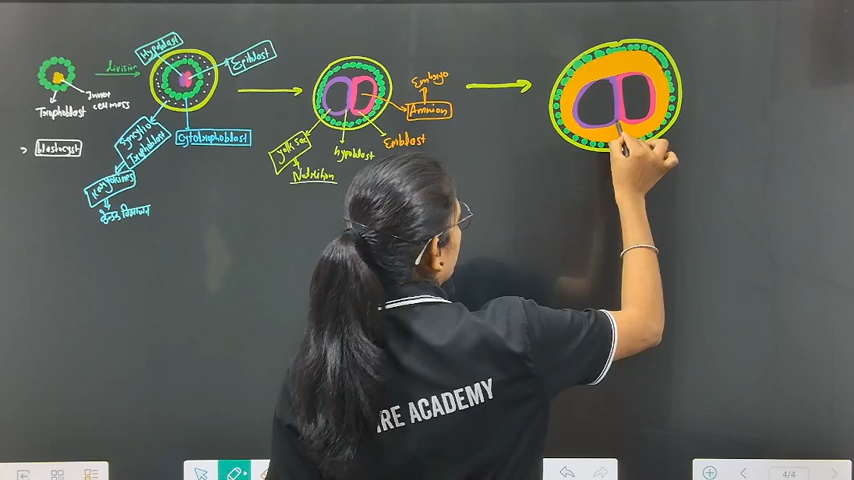 Hypoblast
Epiblast
division
Inner
cell mass
Trophoblast
blastocyst
Syncytio
trophoblast
Cytotrophoblast
Embryo
Amnion
Epiblast
Hypoblast
Yolk sac
Nutrition
RE ACADEMY
4/4